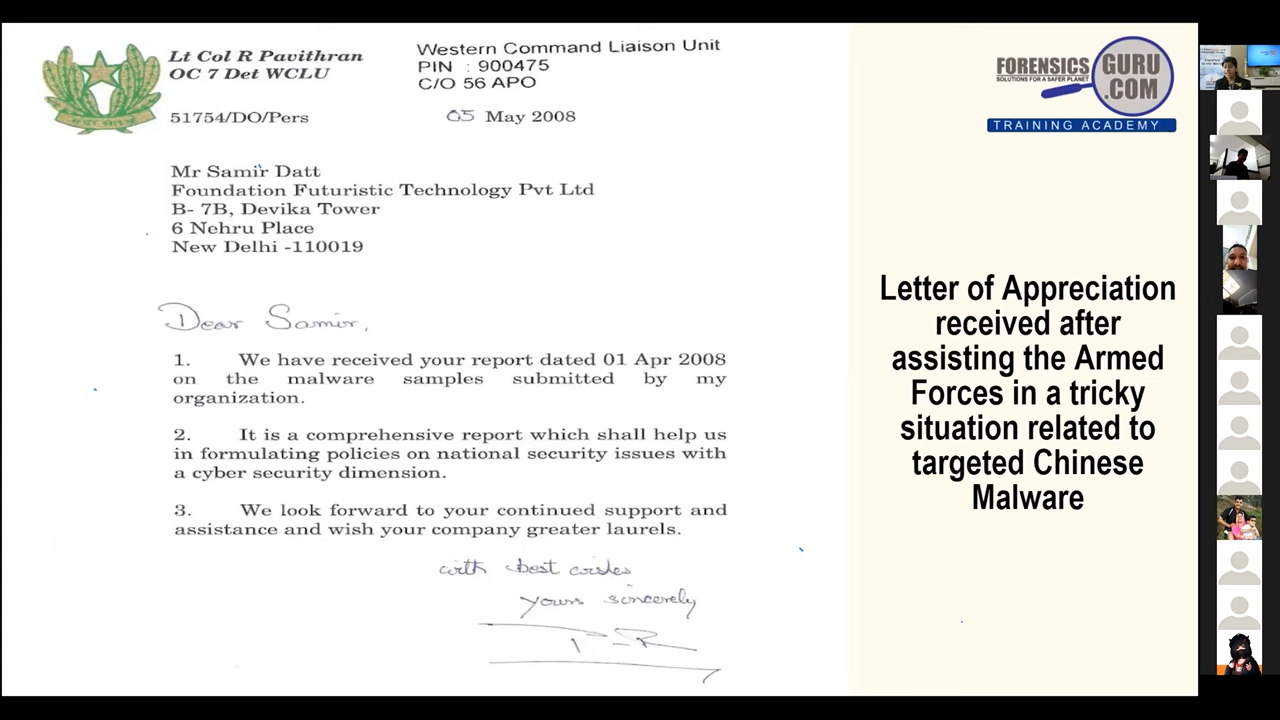 Lt Col R Pavithran
OC 7 Det WCLU
51754/DO/Pers
Western Command Liaison Unit
PIN : 900475
C/O 56 APO
05 May 2008
Mr Samir Datt
Foundation Futuristic Technology Pvt Ltd
B- 7B, Devika Tower
6 Nehru Place
New Delhi -110019
Dear Samir,
1. We have received your report dated 01 Apr 2008
on the malware samples submitted by my
organization.
2. It is a comprehensive report which shall help us
in formulating policies on national security issues with
a cyber security dimension.
3. We look forward to your continued support and
assistance and wish your company greater laurels.
with best wishes
yours sincerely
FORENSICS
SOLUTIONS FOR A SAFER PLANET
GURU
.COM
TRAINING ACADEMY
Letter of Appreciation
received after
assisting the Armed
Forces in a tricky
situation related to
targeted Chinese
Malware